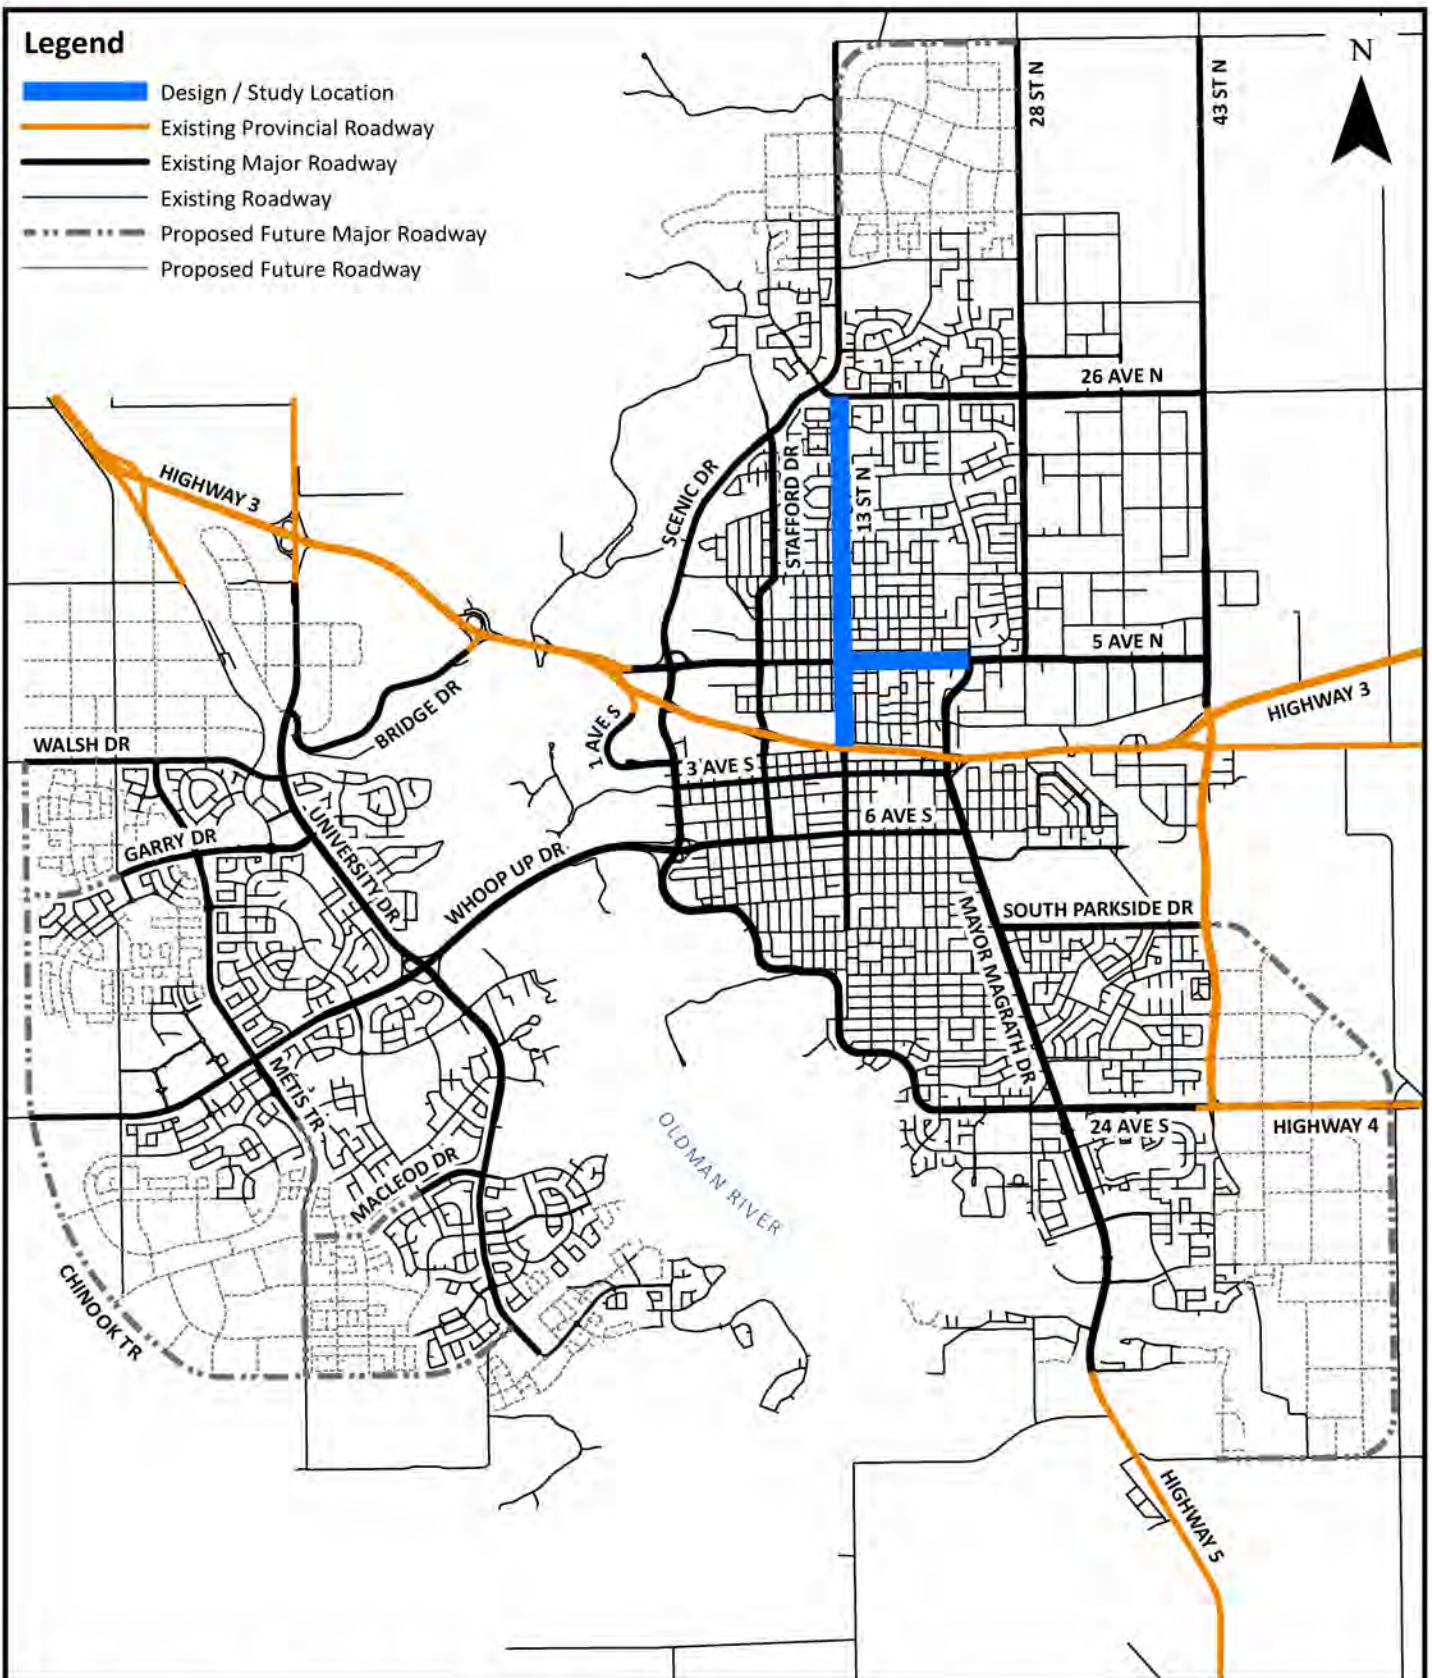 Legend
Design / Study Location
Existing Provincial Roadway
Existing Major Roadway
Existing Roadway
Proposed Future Major Roadway
Proposed Future Roadway
N
28 ST N
43 ST N
26 AVE N
HIGHWAY 3
SCENIC DR
STAFFORD DR
13 ST N
5 AVE N
BRIDGE DR
1 AVE S
HIGHWAY 3
WALSH DR
3 AVE S
6 AVE S
GARRY DR
UNIVERSITY DR
WHOOP UP DR
MAYOR MAGRATH DR
SOUTH PARKSIDE DR
METIS TR
24 AVE S
HIGHWAY 4
MACLEOD DR
OLDMAN RIVER
CHINOOK TR
HIGHWAY 5